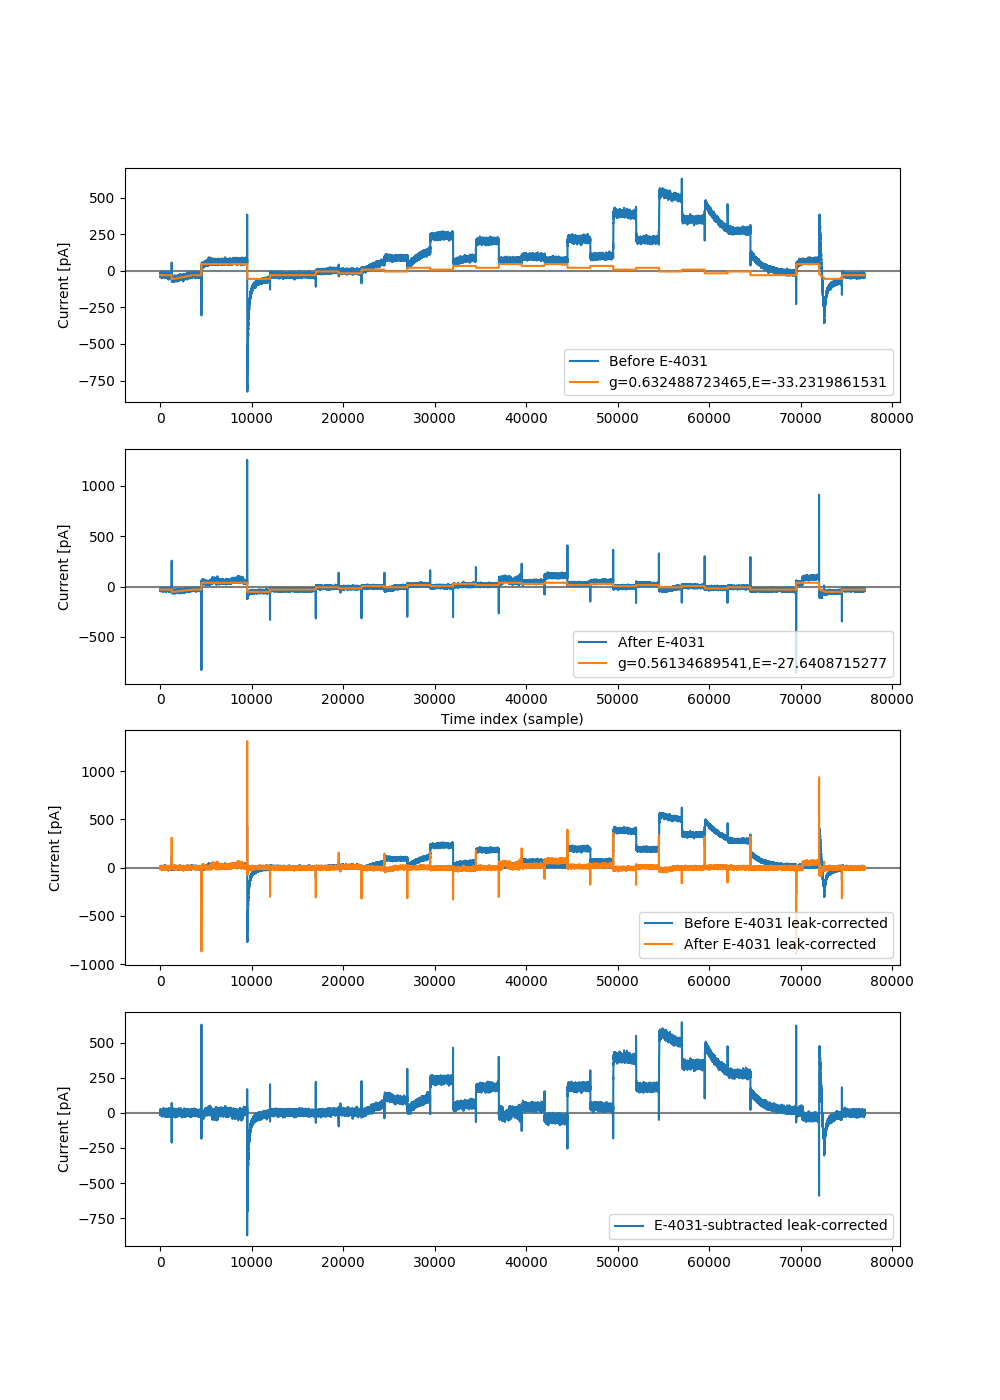 500
250
0
−250
−500
−750
Current [pA]
Before E-4031
g=0.632488723465,E=-33.2319861531
0 10000 20000 30000 40000 50000 60000 70000 80000
1000
500
0
−500
Current [pA]
After E-4031
g=0.56134689541,E=-27.6408715277
0 10000 20000 30000 40000 50000 60000 70000 80000
Time index (sample)
1000
500
0
−500
−1000
Current [pA]
Before E-4031 leak-corrected
After E-4031 leak-corrected
0 10000 20000 30000 40000 50000 60000 70000 80000
500
250
0
−250
−500
−750
Current [pA]
E-4031-subtracted leak-corrected
0 10000 20000 30000 40000 50000 60000 70000 80000